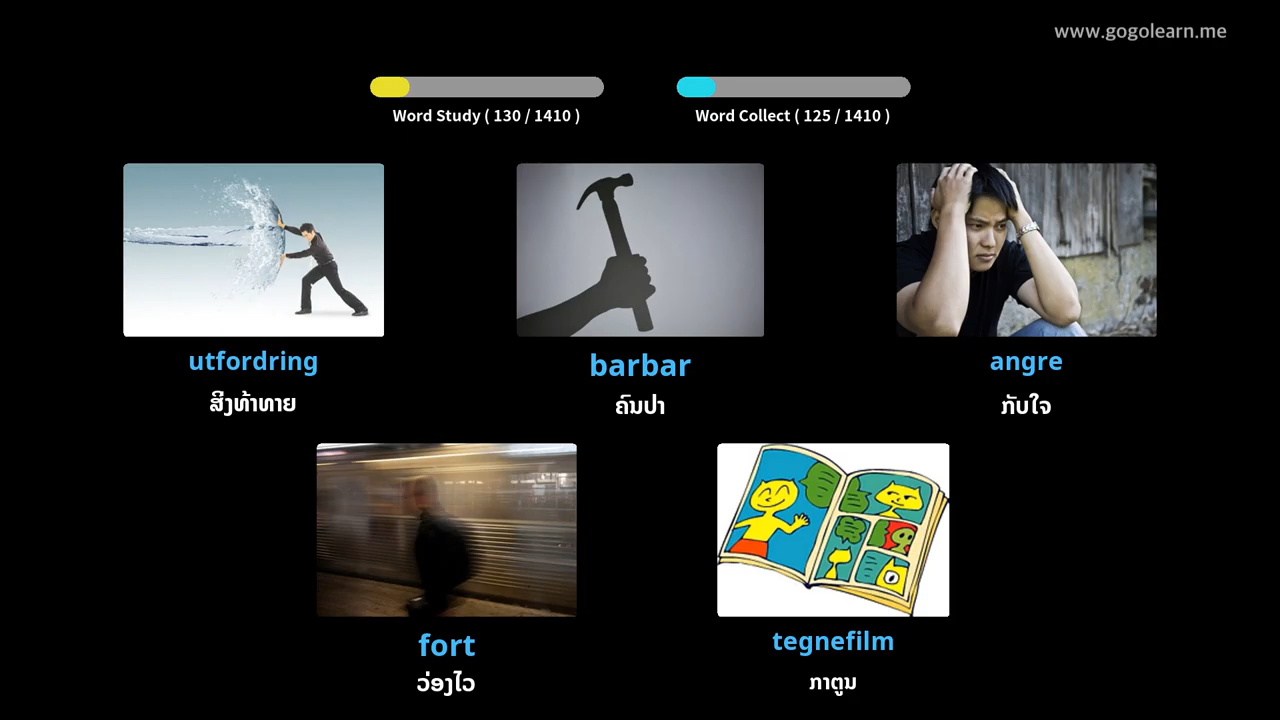 www.gogolearn.me
Word Study ( 130 / 1410 )
Word Collect ( 125 / 1410 )
utfordring
ສິ່ງທ້າທາຍ
barbar
ຄົນປ່າ
angre
ກັບໃຈ
fort
ວ່ອງໄວ
tegnefilm
ກາຕູນ